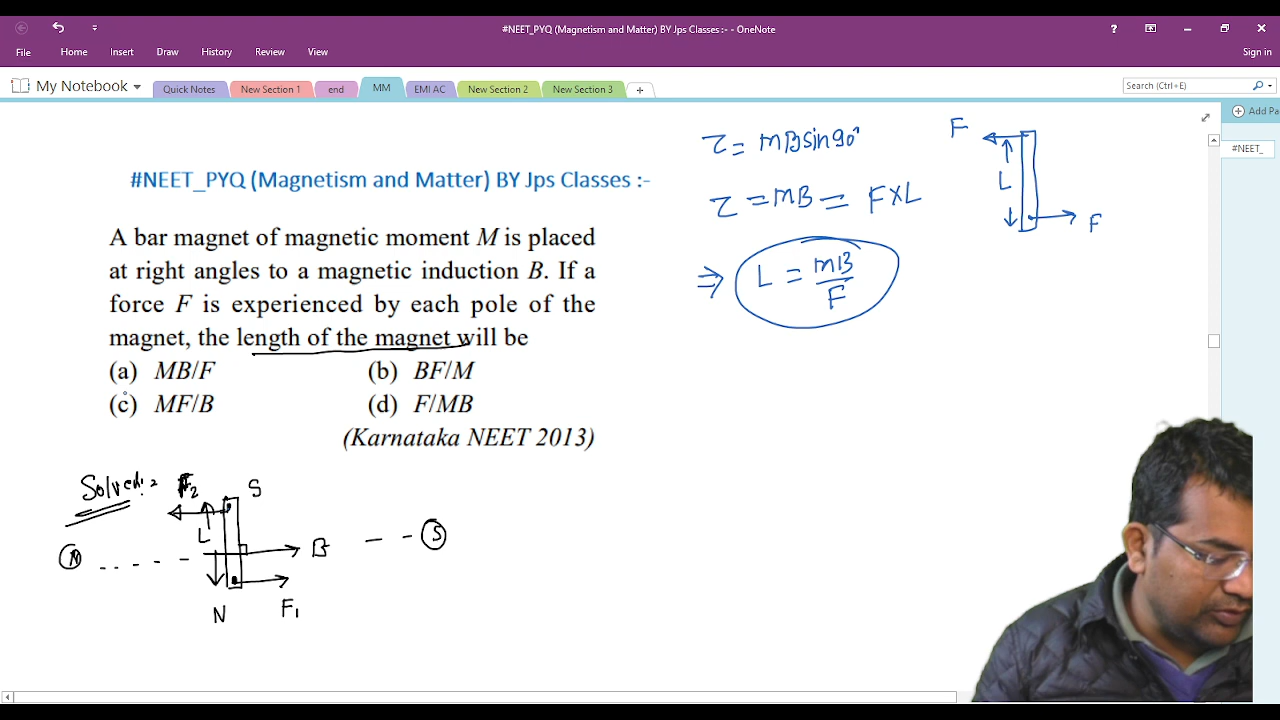 #NEET_PYQ (Magnetism and Matter) BY Jps Classes :- - OneNote
?
File Home Insert Draw History Review View
Sign in
My Notebook
Quick Notes New Section 1 end MM EMI AC New Section 2 New Section 3 +
Search (Ctrl+E)
Add Pa
#NEET_
#NEET_PYQ (Magnetism and Matter) BY Jps Classes :-
A bar magnet of magnetic moment M is placed
at right angles to a magnetic induction B. If a
force F is experienced by each pole of the
magnet, the length of the magnet will be
(a) MB/F (b) BF/M
(c) MF/B (d) F/MB
(Karnataka NEET 2013)
Solved:
F₂ S
L
N B S
N F₁
τ = MB sin 90°
τ = MB = F×L
⇒ L = MB/F
F
L
F